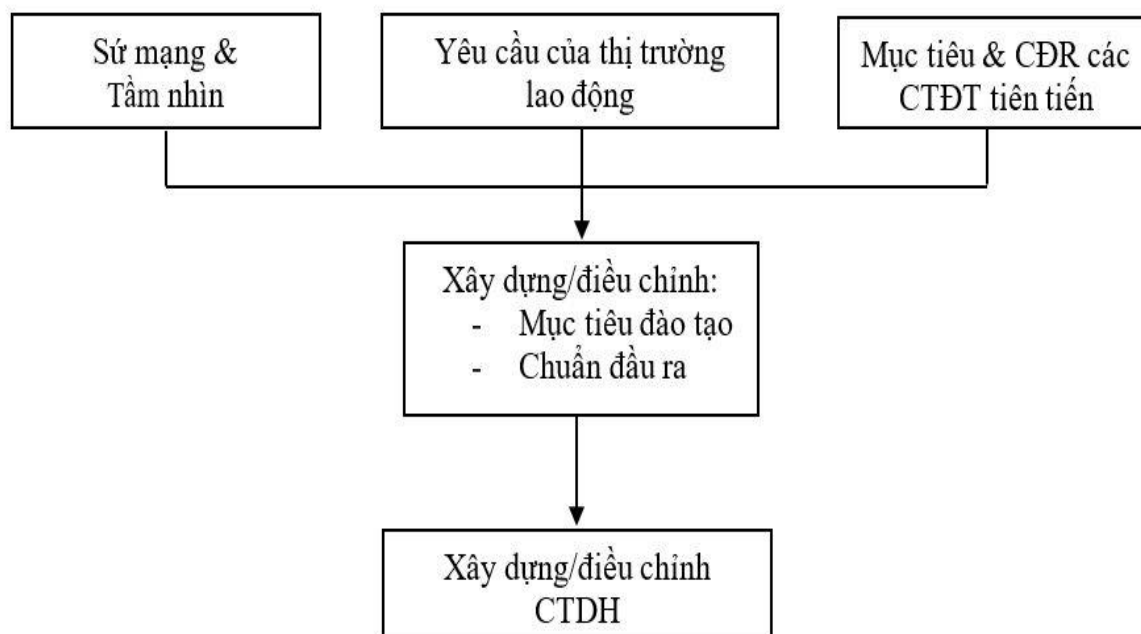 Sứ mạng &
Tầm nhìn
Yêu cầu của thị trường
lao động
Mục tiêu & CĐR các
CTĐT tiên tiến
Xây dựng/điều chỉnh:
- Mục tiêu đào tạo
- Chuẩn đầu ra
Xây dựng/điều chỉnh
CTDH